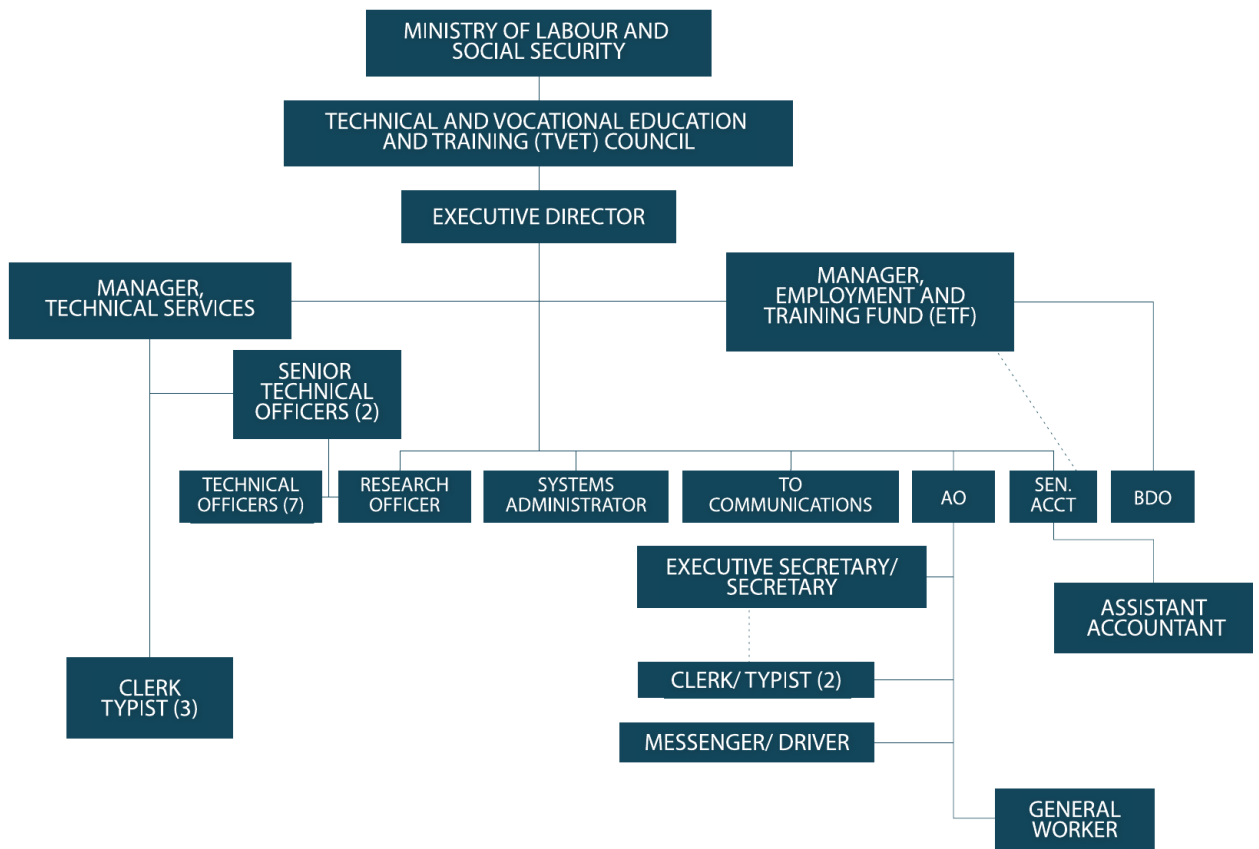 MINISTRY OF LABOUR AND
SOCIAL SECURITY
TECHNICAL AND VOCATIONAL EDUCATION
AND TRAINING (TVET) COUNCIL
EXECUTIVE DIRECTOR
MANAGER,
TECHNICAL SERVICES
MANAGER,
EMPLOYMENT AND
TRAINING FUND (ETF)
SENIOR
TECHNICAL
OFFICERS (2)
TECHNICAL
OFFICERS (7)
RESEARCH
OFFICER
SYSTEMS
ADMINISTRATOR
TO
COMMUNICATIONS
AO
SEN.
ACCT
BDO
EXECUTIVE SECRETARY/
SECRETARY
ASSISTANT
ACCOUNTANT
CLERK
TYPIST (3)
CLERK/ TYPIST (2)
MESSENGER/ DRIVER
GENERAL
WORKER